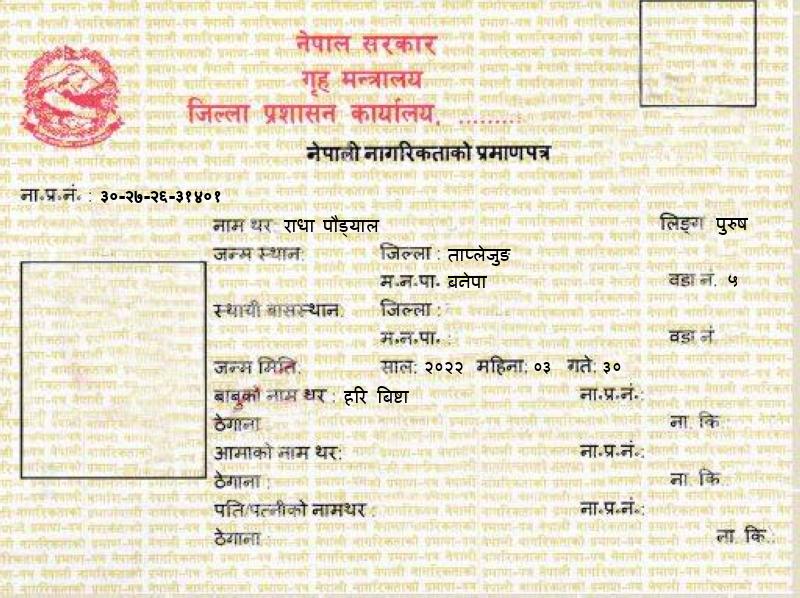 नेपाल सरकार
गृह मन्त्रालय
जिल्ला प्रशासन कार्यालय, ........
नेपाली नागरिकताको प्रमाणपत्र
ना.प्र.नं. : ३०-२७-२६-३१४०१
नाम थर: राधा पौड्याल लिङ्ग पुरुष
जन्म स्थान: जिल्ला : ताप्लेजुङ
म.न.पा. बनेपा वडा नं. ५
स्थायी बासस्थान: जिल्ला :
म.न.पा. : वडा नं.
जन्म मिति: साल: २०२२ महिना: ०३ गते: ३०
बाबुको नाम थर : हरि बिष्टा ना.प्र.नं.:
ठेगाना: ना. कि.:
आमाको नाम थर: ना.प्र.नं.:
ठेगाना : ना. कि.
पति/पत्नीको नामथर : ना.प्र.नं.:
ठेगाना : ना. कि.: